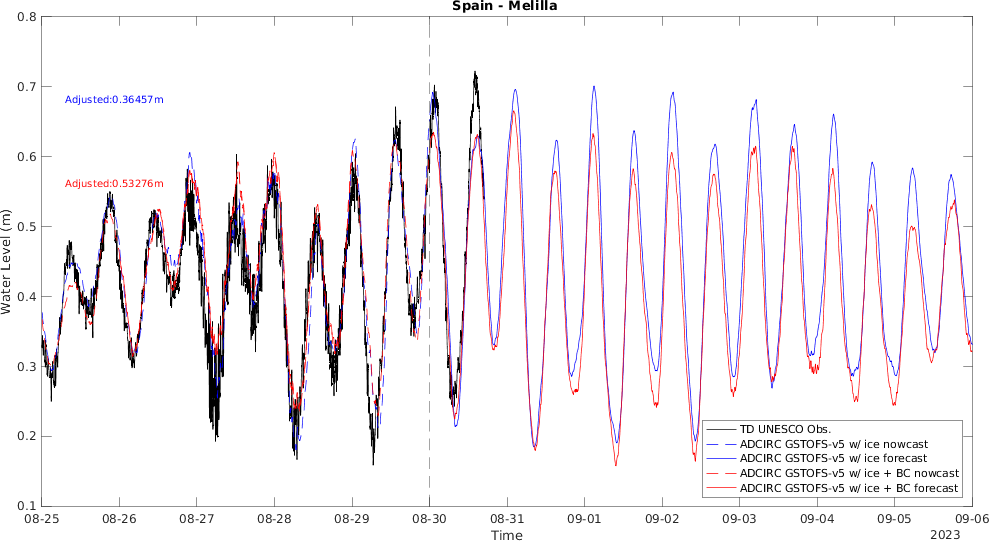 Spain - Melilla
0.8
0.7
0.6
0.5
0.4
0.3
0.2
0.1
Water Level (m)
Adjusted:0.36457m
Adjusted:0.53276m
TD UNESCO Obs.
ADCIRC GSTOFS-v5 w/ ice nowcast
ADCIRC GSTOFS-v5 w/ ice forecast
ADCIRC GSTOFS-v5 w/ ice + BC nowcast
ADCIRC GSTOFS-v5 w/ ice + BC forecast
08-25 08-26 08-27 08-28 08-29 08-30 08-31 09-01 09-02 09-03 09-04 09-05 09-06
Time
2023